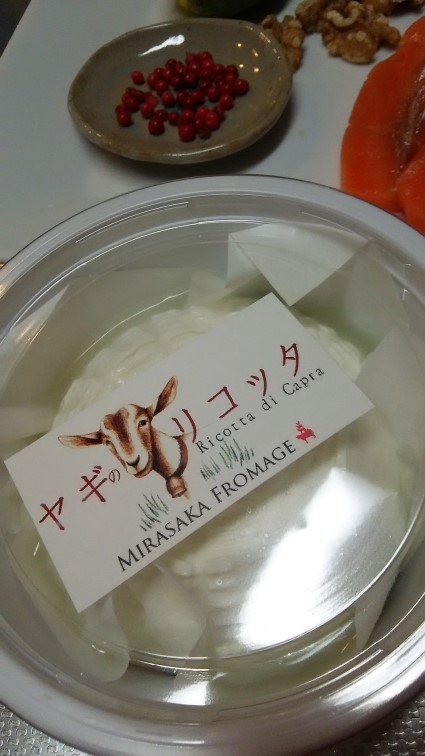 ヤギのリコッタ
Ricotta di Capra
MIRASAKA FROMAGE